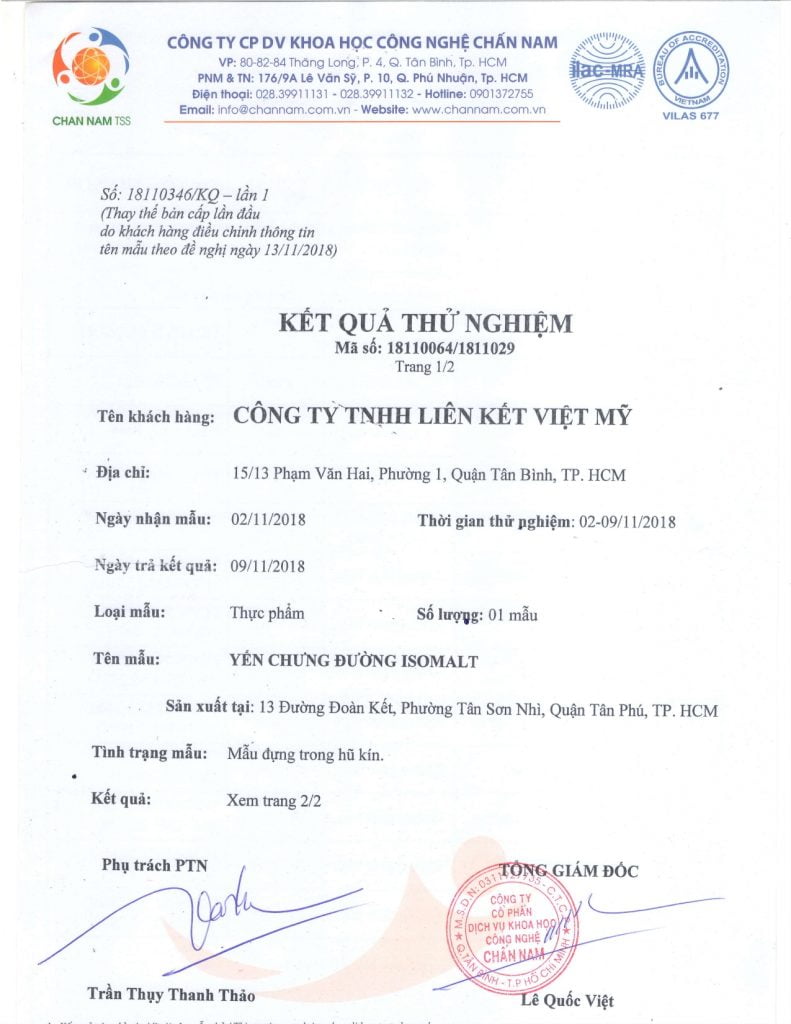 CÔNG TY CP DV KHOA HỌC CÔNG NGHỆ CHẤN NAM
VP: 80-82-84 Thăng Long, P. 4, Q. Tân Bình, Tp. HCM
PNM & TN: 176/9A Lê Văn Sỹ, P. 10, Q. Phú Nhuận, Tp. HCM
Điện thoại: 028.39911131 - 028.39911132 - Hotline: 0901372755
Email: info@channam.com.vn - Website: www.channam.com.vn
CHAN NAM TSS
ilac-MRA
BUREAU OF ACCREDITATION
VIETNAM
VILAS 677
Số: 18110346/KQ – lần 1
(Thay thế bản cấp lần đầu
do khách hàng điều chỉnh thông tin
tên mẫu theo đề nghị ngày 13/11/2018)
KẾT QUẢ THỬ NGHIỆM
Mã số: 18110064/1811029
Trang 1/2
Tên khách hàng: CÔNG TY TNHH LIÊN KẾT VIỆT MỸ
Địa chỉ: 15/13 Phạm Văn Hai, Phường 1, Quận Tân Bình, TP. HCM
Ngày nhận mẫu: 02/11/2018 Thời gian thử nghiệm: 02-09/11/2018
Ngày trả kết quả: 09/11/2018
Loại mẫu: Thực phẩm Số lượng: 01 mẫu
Tên mẫu: YẾN CHƯNG ĐƯỜNG ISOMALT
Sản xuất tại: 13 Đường Đoàn Kết, Phường Tân Sơn Nhì, Quận Tân Phú, TP. HCM
Tình trạng mẫu: Mẫu đựng trong hũ kín.
Kết quả: Xem trang 2/2
Phụ trách PTN TỔNG GIÁM ĐỐC
CÔNG TY
CỔ PHẦN
DỊCH VỤ KHOA HỌC
CÔNG NGHỆ
CHẤN NAM
Q.TÂN BÌNH - T.P HỒ CHÍ MINH
Trần Thụy Thanh Thảo Lê Quốc Việt